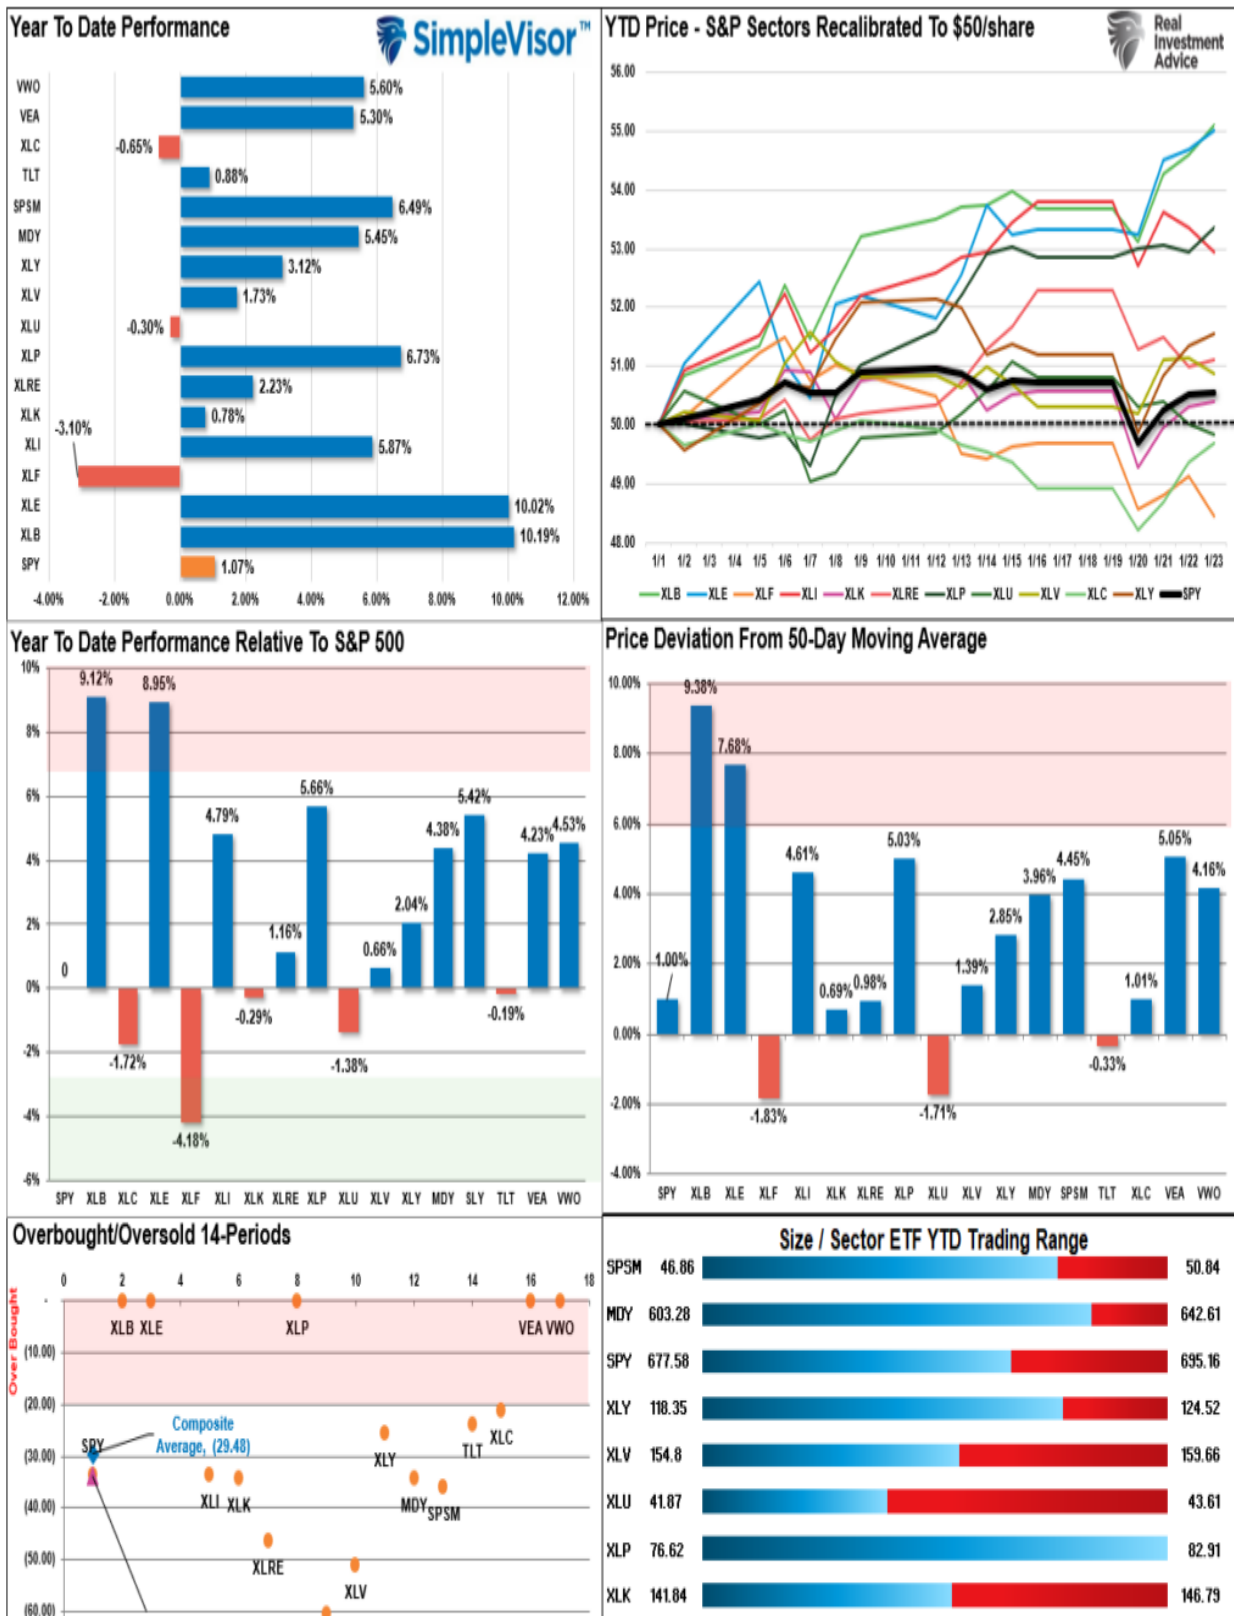 Year To Date Performance
SimpleVisor™
VWO 5.60%
VEA 5.30%
XLC -0.65%
TLT 0.88%
SPSM 6.49%
MDY 5.45%
XLY 3.12%
XLV 1.73%
XLU -0.30%
XLP 6.73%
XLRE 2.23%
XLK 0.78%
-3.10%
XLI 5.87%
XLF
XLE 10.02%
XLB 10.19%
SPY 1.07%
-4.00% -2.00% 0.00% 2.00% 4.00% 6.00% 8.00% 10.00% 12.00%
YTD Price - S&P Sectors Recalibrated To $50/share
Real
Investment
Advice
56.00
55.00
54.00
53.00
52.00
51.00
50.00
49.00
48.00
1/1 1/2 1/3 1/4 1/5 1/6 1/7 1/8 1/9 1/10 1/11 1/12 1/13 1/14 1/15 1/16 1/17 1/18 1/19 1/20 1/21 1/22 1/23
XLB XLE XLF XLI XLK XLRE XLP XLU XLV XLC XLY SPY
Year To Date Performance Relative To S&P 500
10%
8%
6%
4%
2%
0%
-2%
-4%
-6%
0
9.12%
-1.72%
8.95%
-4.18%
4.79%
-0.29%
1.16%
5.66%
-1.38%
0.66%
2.04%
4.38%
5.42%
-0.19%
4.23%
4.53%
SPY XLB XLC XLE XLF XLI XLK XLRE XLP XLU XLV XLY MDY SLY TLT VEA VWO
Price Deviation From 50-Day Moving Average
10.00%
8.00%
6.00%
4.00%
2.00%
0.00%
-2.00%
-4.00%
1.00%
9.38%
7.68%
-1.83%
4.61%
0.69%
0.98%
5.03%
-1.71%
1.39%
2.85%
3.96%
4.45%
-0.33%
1.01%
5.05%
4.16%
SPY XLB XLE XLF XLI XLK XLRE XLP XLU XLV XLY MDY SPSM TLT XLC VEA VWO
Overbought/Oversold 14-Periods
0 2 4 6 8 10 12 14 16 18
Over Bought
-
(10.00)
(20.00)
(30.00)
(40.00)
(50.00)
(60.00)
XLB XLE XLP VEA VWO
Composite
Average, (29.48)
SPY
XLC
TLT
XLY
XLI XLK MDY SPSM
XLRE
XLV
Size / Sector ETF YTD Trading Range
SPSM 46.86 50.84
MDY 603.28 642.61
SPY 677.58 695.16
XLY 118.35 124.52
XLV 154.8 159.66
XLU 41.87 43.61
XLP 76.62 82.91
XLK 141.84 146.79